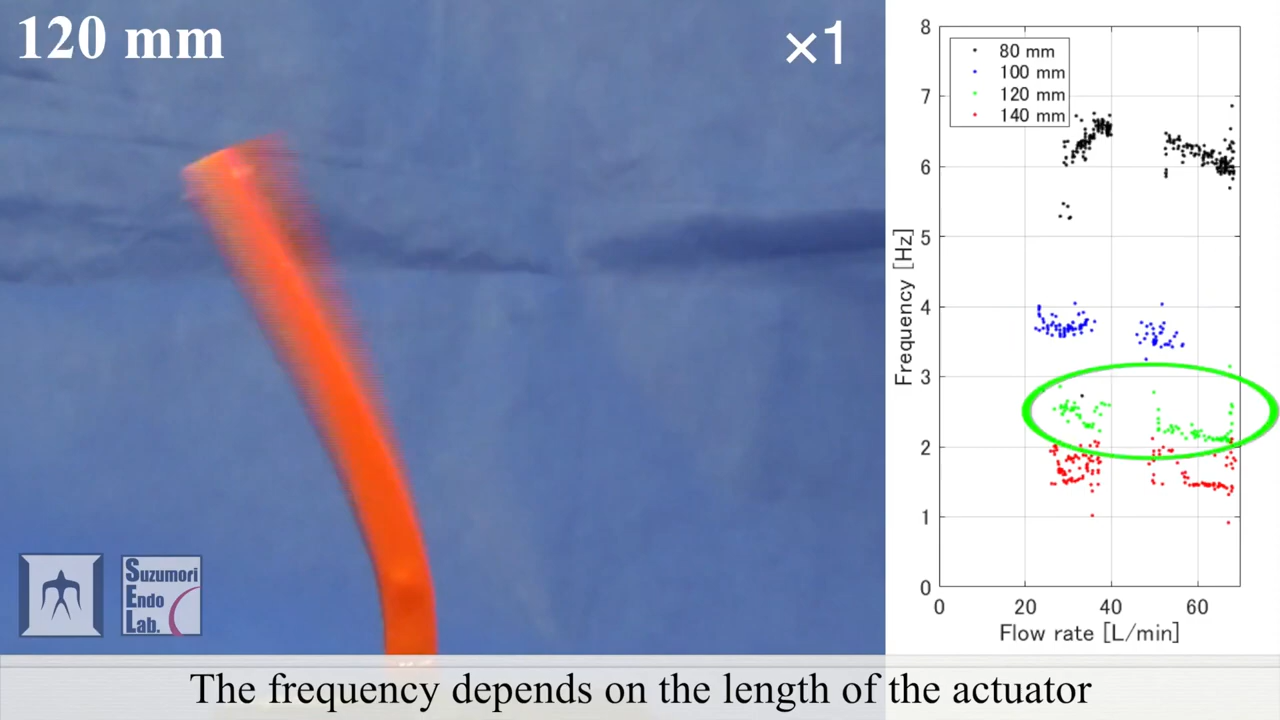 120 mm
×1
Suzumori
Endo
Lab.
8
7
6
5
4
3
2
1
0
80 mm
100 mm
120 mm
140 mm
Frequency [Hz]
0 20 40 60
Flow rate [L/min]
The frequency depends on the length of the actuator